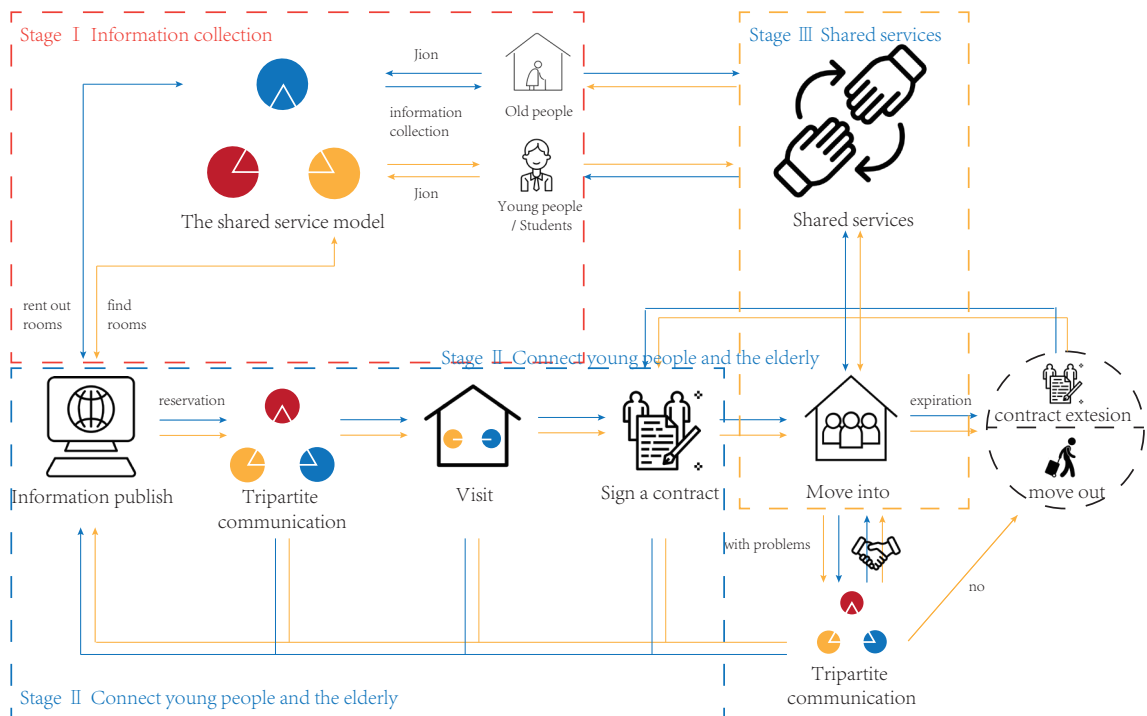 Stage Ⅰ Information collection
Stage Ⅲ Shared services
Jion
information
collection
Old people
Jion
Young people
/ Students
The shared service model
Shared services
rent out
rooms
find
rooms
Stage Ⅱ Connect young people and the elderly
reservation
expiration
contract extesion
Information publish
Tripartite
communication
Visit
Sign a contract
Move into
move out
with problems
no
Tripartite
communication
Stage Ⅱ Connect young people and the elderly